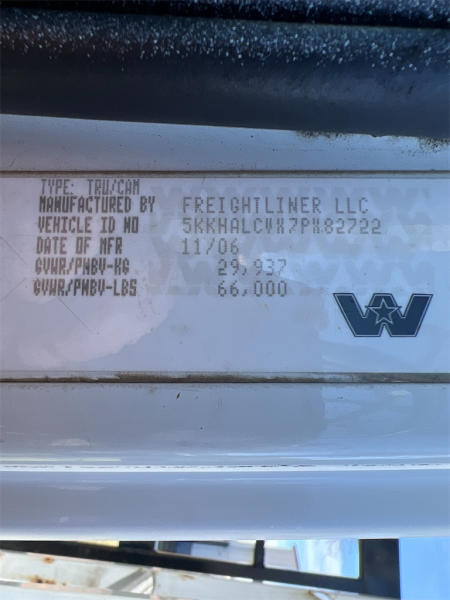 TYPE: TRU/CAM
MANUFACTURED BY FREIGHTLINER LLC
VEHICLE ID NO 5KKHALCVX7PX82722
DATE OF MFR 11/06
GVWR/PNBV-KG 29,937
GVWR/PNBV-LBS 66,000